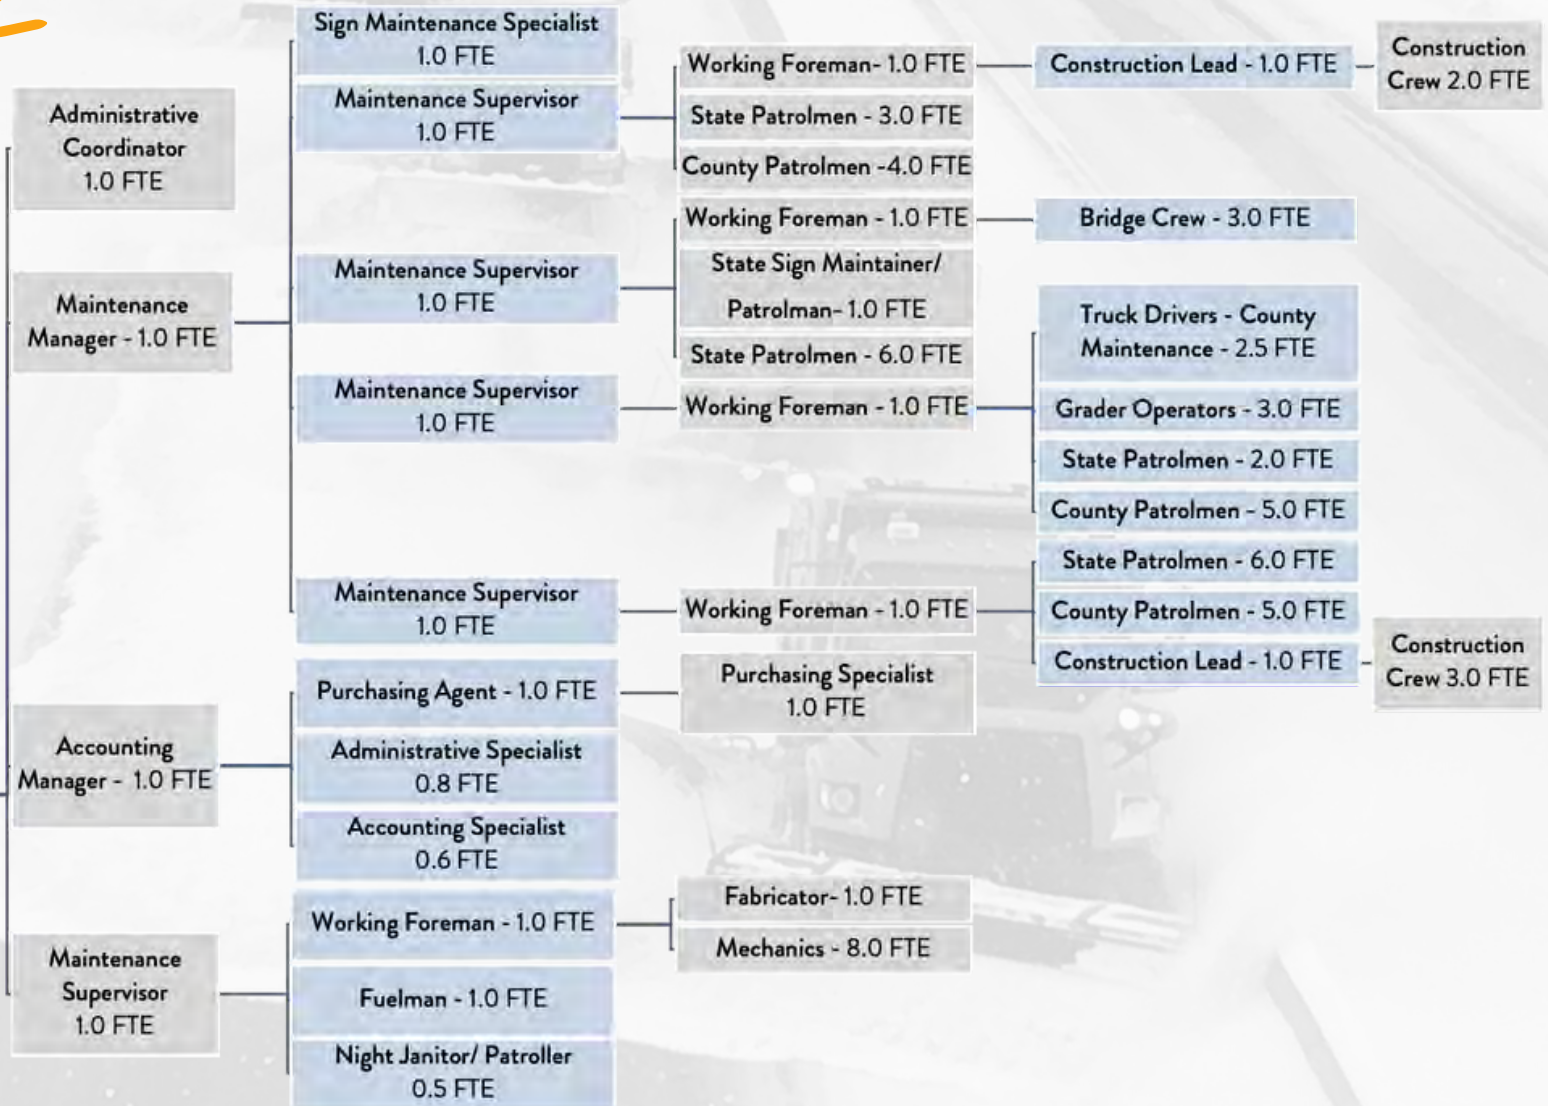 Administrative
Coordinator
1.0 FTE
Maintenance
Manager - 1.0 FTE
Accounting
Manager - 1.0 FTE
Maintenance
Supervisor
1.0 FTE
Sign Maintenance Specialist
1.0 FTE
Maintenance Supervisor
1.0 FTE
Maintenance Supervisor
1.0 FTE
Maintenance Supervisor
1.0 FTE
Maintenance Supervisor
1.0 FTE
Purchasing Agent - 1.0 FTE
Administrative Specialist
0.8 FTE
Accounting Specialist
0.6 FTE
Working Foreman - 1.0 FTE
Fuelman - 1.0 FTE
Night Janitor/ Patroller
0.5 FTE
Working Foreman- 1.0 FTE
State Patrolmen - 3.0 FTE
County Patrolmen -4.0 FTE
Working Foreman - 1.0 FTE
State Sign Maintainer/
Patrolman- 1.0 FTE
State Patrolmen - 6.0 FTE
Working Foreman - 1.0 FTE
Working Foreman - 1.0 FTE
Purchasing Specialist
1.0 FTE
Fabricator- 1.0 FTE
Mechanics - 8.0 FTE
Construction Lead - 1.0 FTE
Bridge Crew - 3.0 FTE
Truck Drivers - County
Maintenance - 2.5 FTE
Grader Operators - 3.0 FTE
State Patrolmen - 2.0 FTE
County Patrolmen - 5.0 FTE
State Patrolmen - 6.0 FTE
County Patrolmen - 5.0 FTE
Construction Lead - 1.0 FTE
Construction
Crew 2.0 FTE
Construction
Crew 3.0 FTE